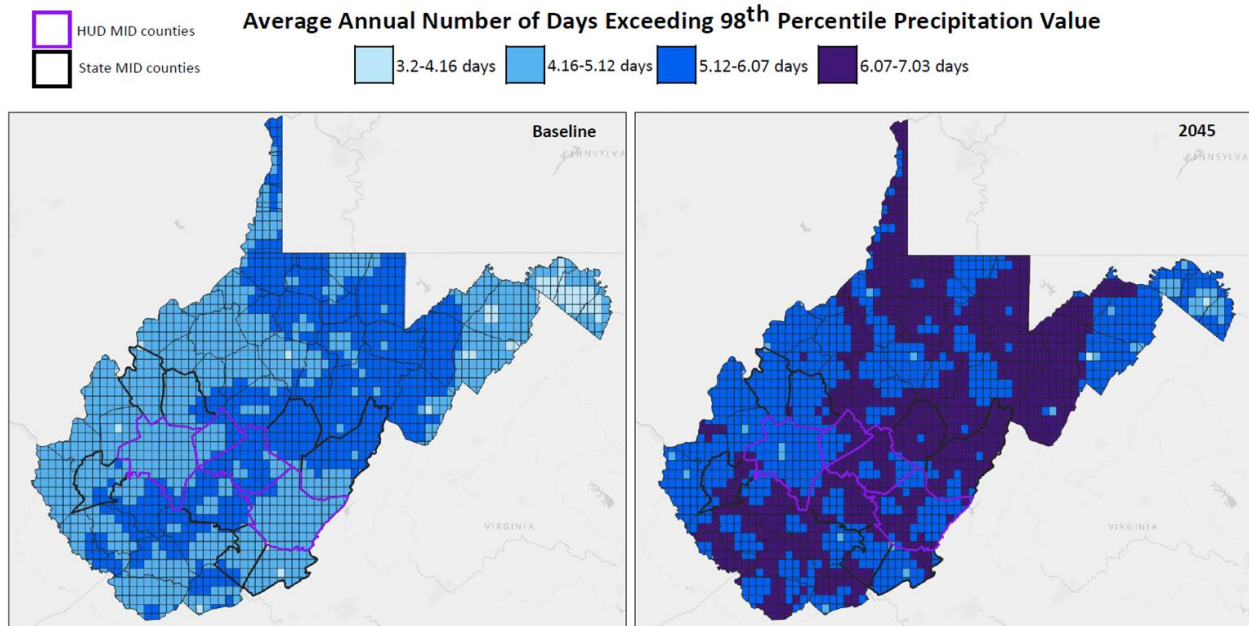 Average Annual Number of Days Exceeding 98th Percentile Precipitation Value
HUD MID counties
State MID counties
3.2-4.16 days
4.16-5.12 days
5.12-6.07 days
6.07-7.03 days
Baseline
PENNSYLVA
VIRGINIA
2045
PENNSYLVA
VIRGINIA